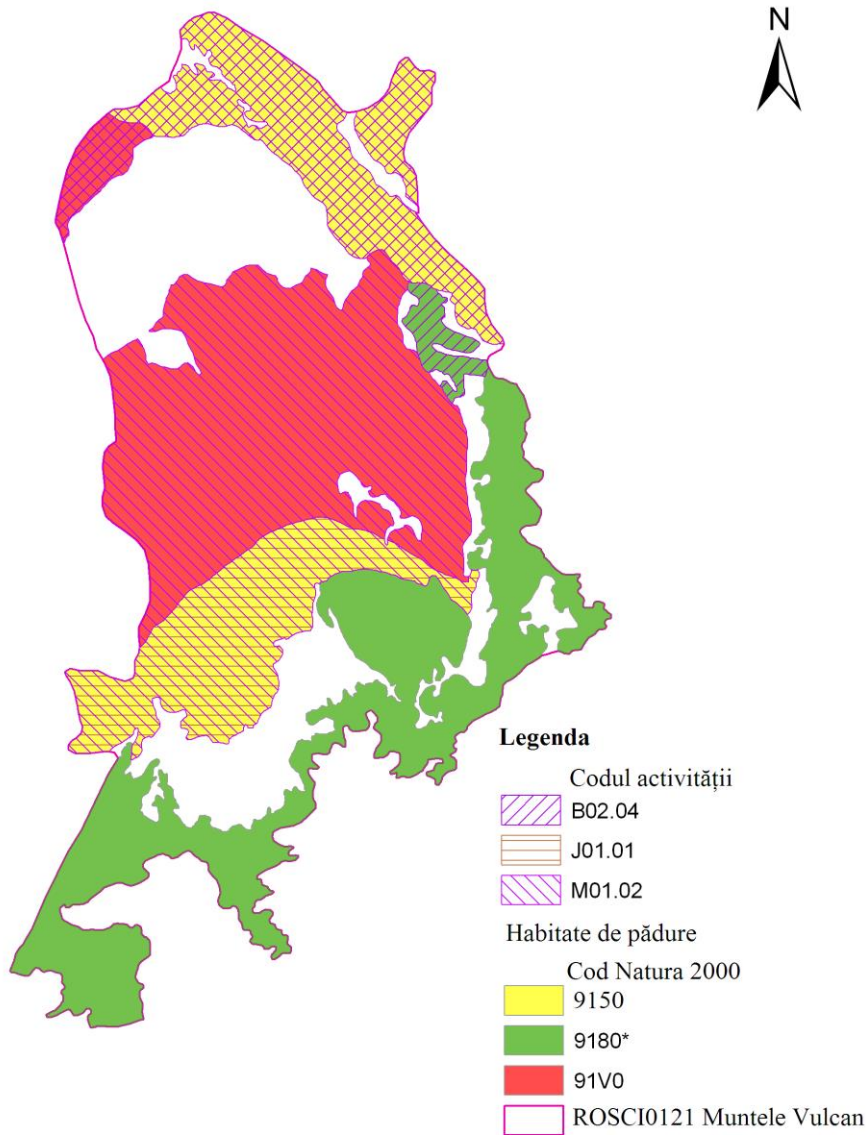 N
Legenda
Codul activității
B02.04
J01.01
M01.02
Habitate de pădure
Cod Natura 2000
9150
9180*
91V0
ROSCI0121 Muntele Vulcan